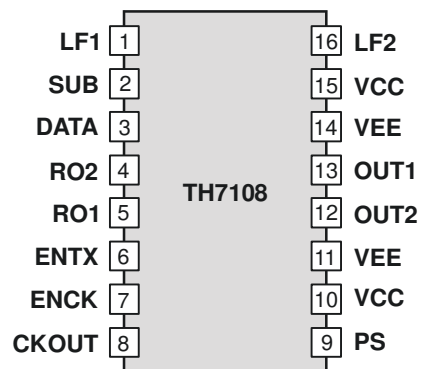 LF1 1 16 LF2
SUB 2 15 VCC
DATA 3 14 VEE
RO2 4 13 OUT1
TH7108
RO1 5 12 OUT2
ENTX 6 11 VEE
ENCK 7 10 VCC
CKOUT 8 9 PS